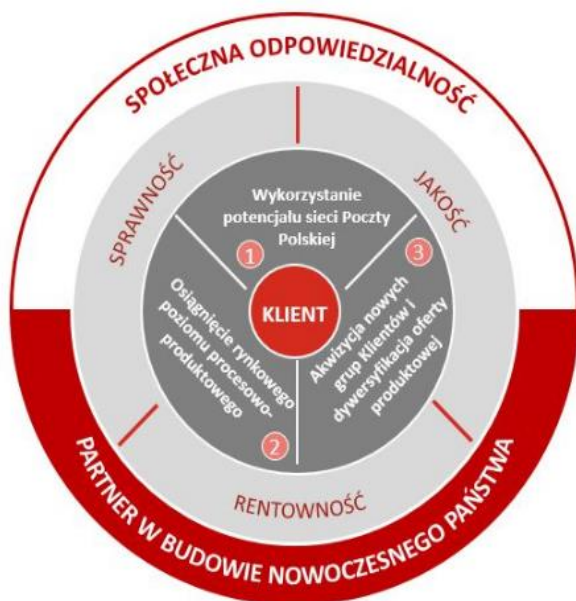 SPOŁECZNA ODPOWIEDZIALNOŚĆ
SPRAWNOŚĆ
JAKOŚĆ
Wykorzystanie
potencjału sieci Poczty
Polskiej
1
3
KLIENT
Osiągnięcie rynkowego
poziomu procesowo-
produktowego
2
Akwizycja nowych
grup Klientów i
dywersyfikacja oferty
produktowej
RENTOWNOŚĆ
PARTNER W BUDOWIE NOWOCZESNEGO PAŃSTWA